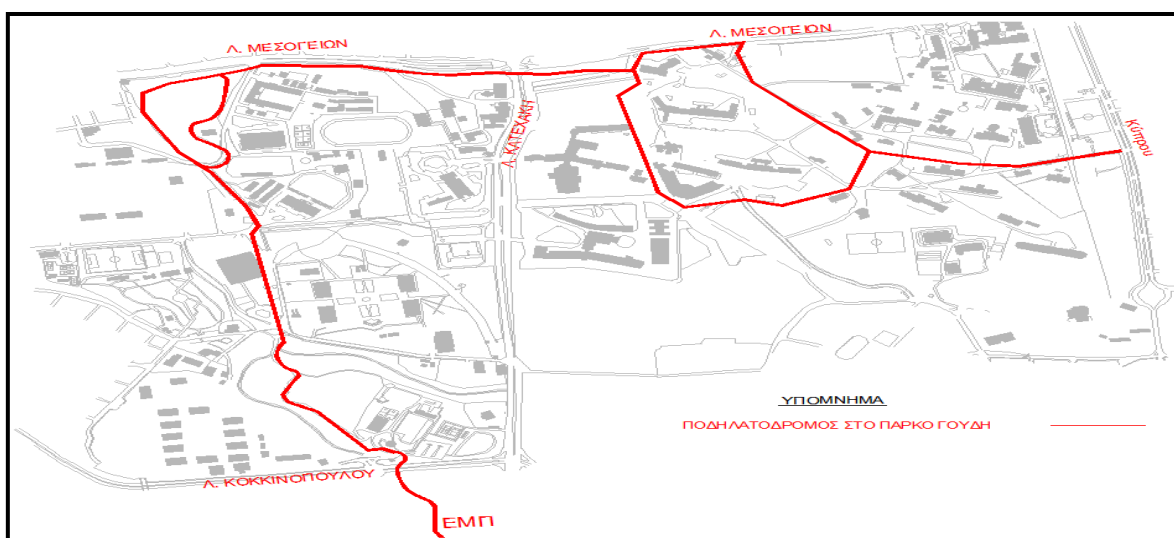 Λ. ΜΕΣΟΓΕΙΩΝ
Λ. ΜΕΣΟΓΕΙΩΝ
Λ. ΚΑΤΕΧΑΚΗ
Κύπρου
ΥΠΟΜΝΗΜΑ
ΠΟΔΗΛΑΤΟΔΡΟΜΟΣ ΣΤΟ ΠΑΡΚΟ ΓΟΥΔΗ
Λ. ΚΟΚΚΙΝΟΠΟΥΛΟΥ
ΕΜΠ